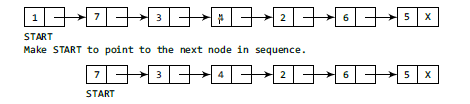 1 7 3 4 2 6 5 X
START
Make START to point to the next node in sequence.
7 3 4 2 6 5 X
START